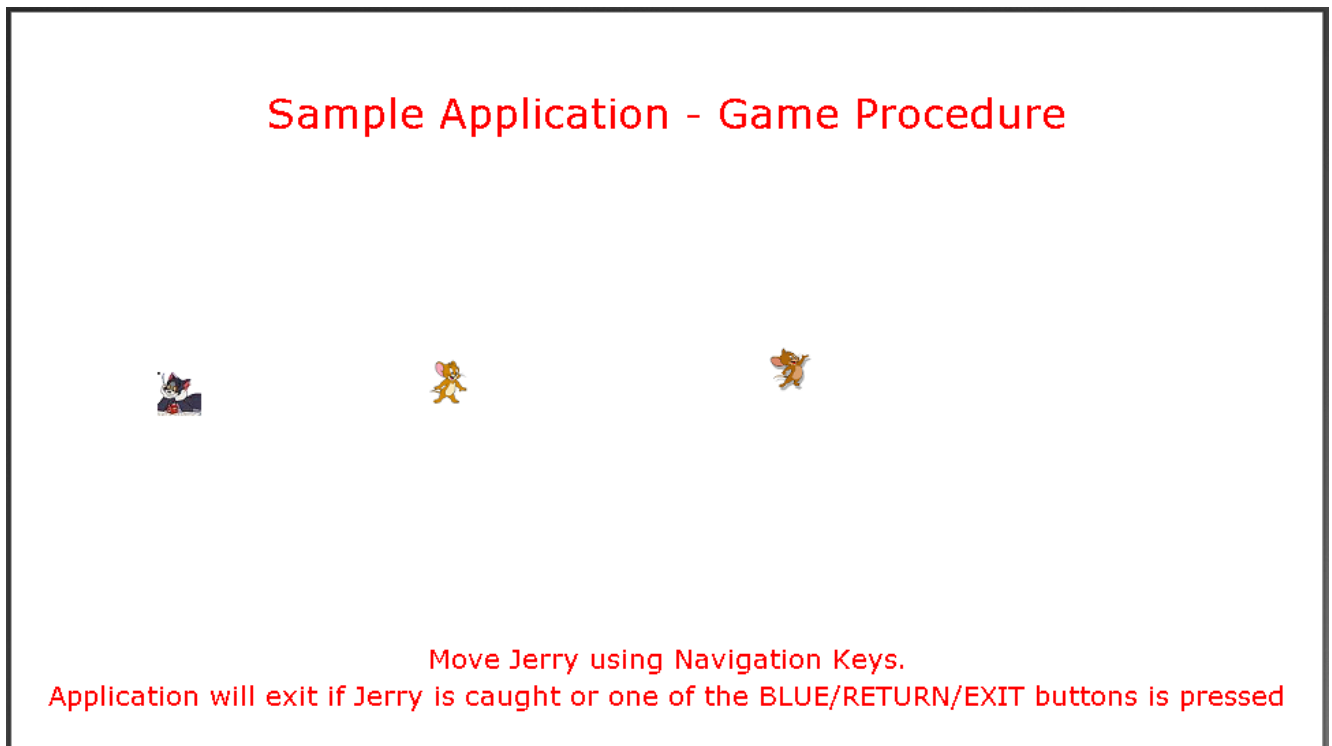 Sample Application - Game Procedure
Move Jerry using Navigation Keys.
Application will exit if Jerry is caught or one of the BLUE/RETURN/EXIT buttons is pressed